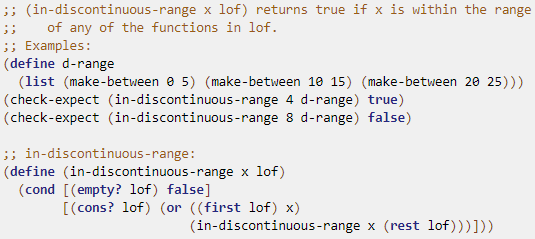 ;; (in-discontinuous-range x lof) returns true if x is within the range
;;    of any of the functions in lof.
;; Examples:
(define d-range
  (list (make-between 0 5) (make-between 10 15) (make-between 20 25)))
(check-expect (in-discontinuous-range 4 d-range) true)
(check-expect (in-discontinuous-range 8 d-range) false)

;; in-discontinuous-range:
(define (in-discontinuous-range x lof)
  (cond [(empty? lof) false]
        [(cons? lof) (or ((first lof) x)
                         (in-discontinuous-range x (rest lof)))]))